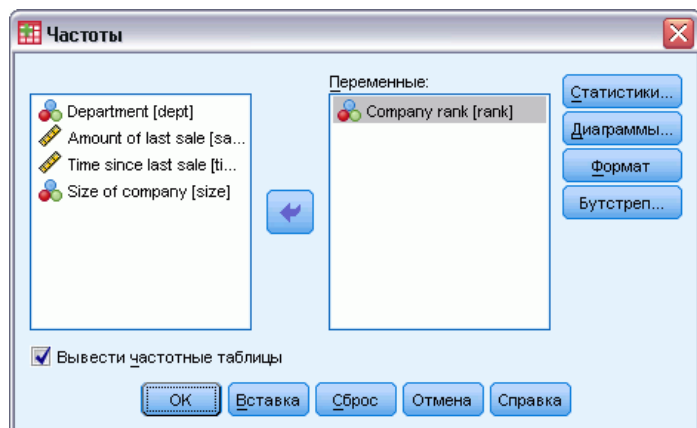 Частоты
Department [dept]
Amount of last sale [sa...
Time since last sale [ti...
Size of company [size]
Переменные:
Company rank [rank]
Статистики...
Диаграммы...
Формат
Бутстреп...
Вывести частотные таблицы
ОК
Вставка
Сброс
Отмена
Справка